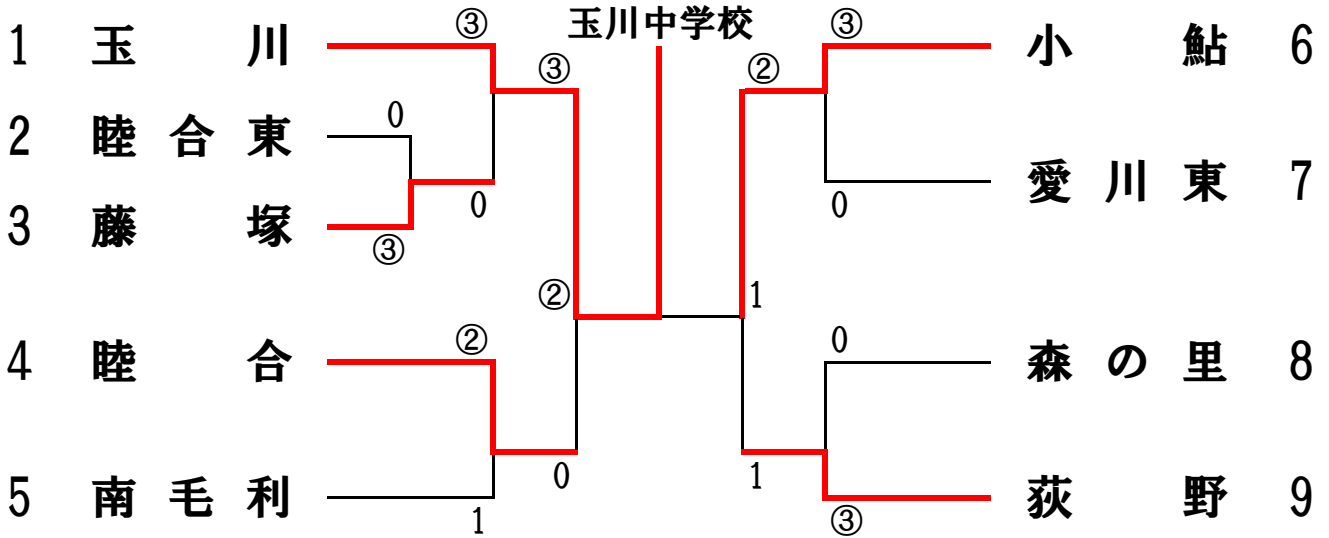 玉川中学校
1 玉川 ③
③
2 睦合東 0
0
3 藤塚 ③
②
4 睦合 ②
0
5 南毛利 1
③ 小鮎 6
②
0 愛川東 7
1
0 森の里 8
1
③ 荻野 9